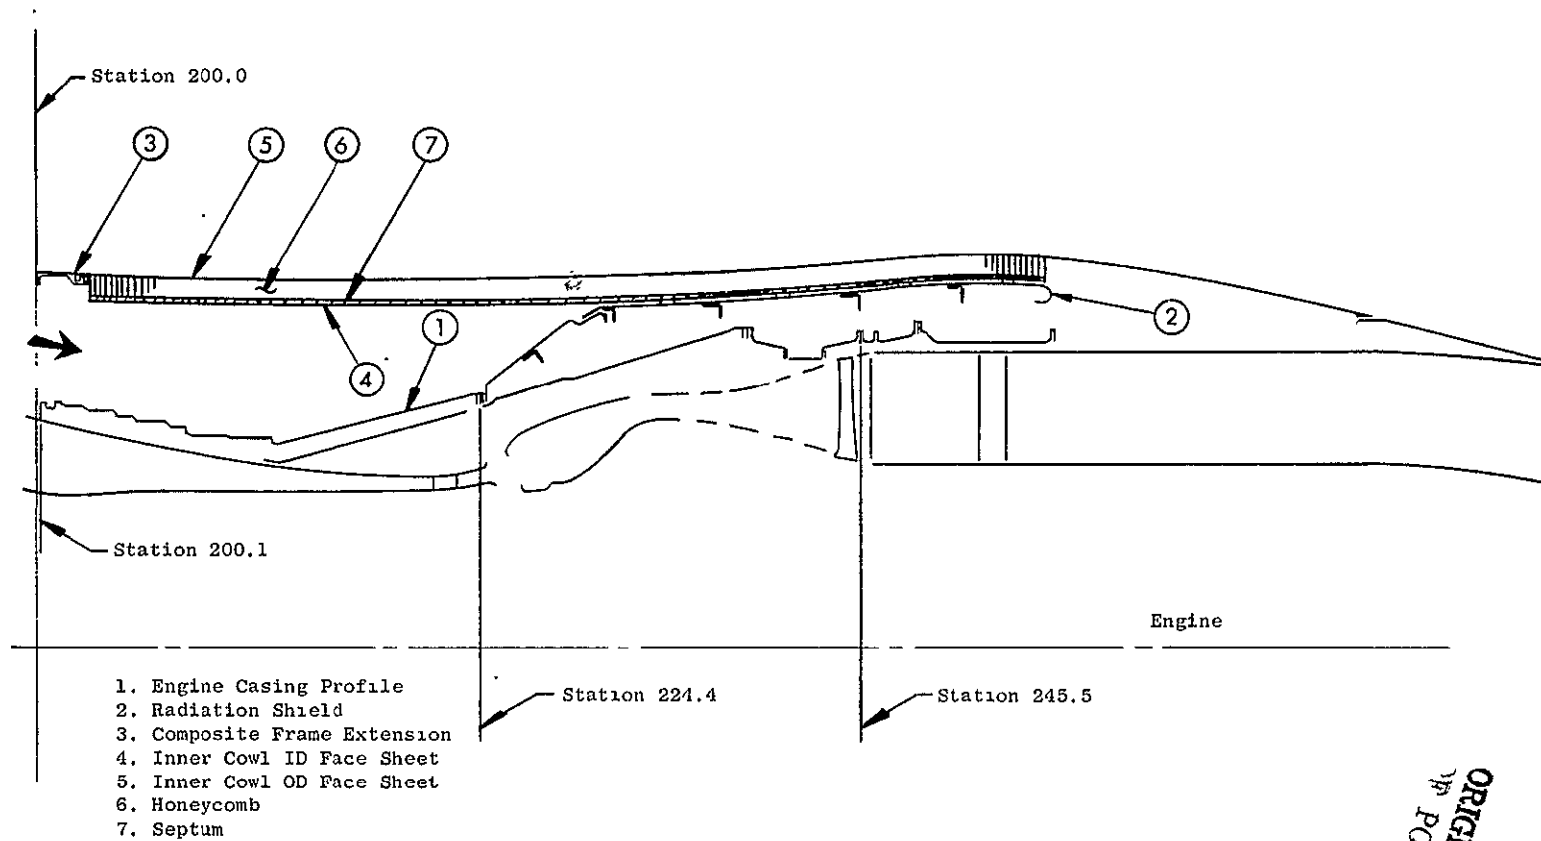 Station 200.0
3
5
6
7
1
2
4
Station 200.1
Engine
Station 224.4
Station 245.5
1. Engine Casing Profile
2. Radiation Shield
3. Composite Frame Extension
4. Inner Cowl ID Face Sheet
5. Inner Cowl OD Face Sheet
6. Honeycomb
7. Septum